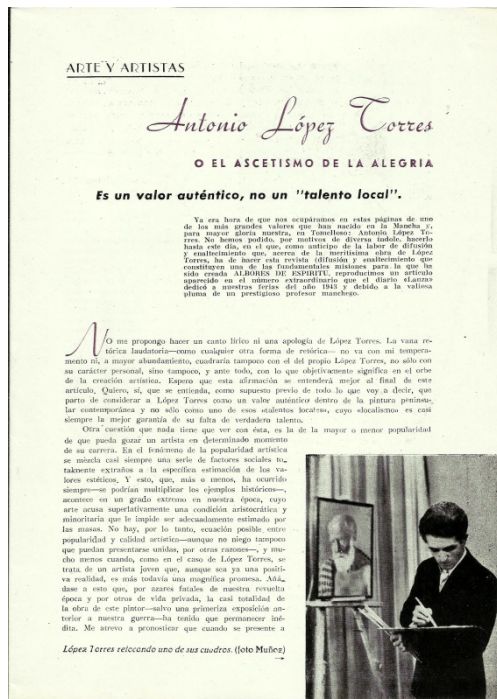 ARTE Y ARTISTAS
Antonio López Torres
O EL ASCETISMO DE LA ALEGRIA
Es un valor auténtico, no un "talento local".
Ya era hora de que nos ocupáramos en estas páginas de uno
de los más grandes valores que han nacido en la Mancha y,
para mayor gloria nuestra, en Tomelloso: Antonio López To-
rres. No hemos podido, por motivos de diversa índole, hacerlo
hasta este día, en el que, como anticipo de la labor de difusión
y enaltecimiento que, acerca de la meritísima obra de López
Torres, ha de hacer esta revista (difusión y enaltecimiento que
constituyen una de las fundamentales misiones para la que ha
sido creada ALBORES DE ESPIRITU, reproducimos un artículo
aparecido en el número extraordinario que el diario «Lanza»
dedicó a nuestras ferias del año 1943 y debido a la valiosa
pluma de un prestigioso profesor manchego.
NO me propongo hacer un canto lírico ni una apología de López Torres. La vana re-
tórica laudatoria—como cualquier otra forma de retórica— no va con mi tempera-
mento ni, a mayor abundamiento, cuadraría tampoco con el del propio López Torres, no sólo con
su carácter personal, sino tampoco, y ante todo, con lo que objetivamente significa en el orbe
de la creación artística. Espero que esta afirmación se entenderá mejor al final de este
artículo. Quiero, sí, que se entienda, como supuesto previo de todo lo que voy a decir, que
parto de considerar a López Torres como un valor auténtico dentro de la pintura peninsu-
lar contemporánea y no sólo como uno de esos «talentos locales», cuyo «localismo» es casi
siempre la mejor garantía de su falta de verdadero talento.
Otra cuestión que nada tiene que ver con ésta, es la de la mayor o menor popularidad
de que pueda gozar un artista en determinado momento
de su carrera. En el fenómeno de la popularidad artística
se mezcla casi siempre una serie de factores sociales to-
talmente extraños a la específica estimación de los va-
lores estéticos. Y esto, que, más o menos, ha ocurrido
siempre—se podrían multiplicar los ejemplos históricos—,
acontece en un grado extremo en nuestra época, cuyo
arte acusa superlativamente una condición aristocrática y
minoritaria que le impide ser adecuadamente estimado por
las masas. No hay, por lo tanto, ecuación posible entre
popularidad y calidad artística—aunque no niego tampoco
que puedan presentarse unidas, por otras razones—, y mu-
cho menos cuando, como en el caso de López Torres, se
trata de un artista joven que, aunque sea ya una positi-
va realidad, es más todavía una magnífica promesa. Aña-
dase a esto que, por azares fatales de nuestra revuelta
época y por otros de vida privada, la casi totalidad de
la obra de este pintor—salvo una primeriza exposición an-
terior a nuestra guerra—ha tenido que permanecer iné-
dita. Me atrevo a pronosticar que cuando se presente a
López Torres retocando uno de sus cuadros. (foto Muñoz)